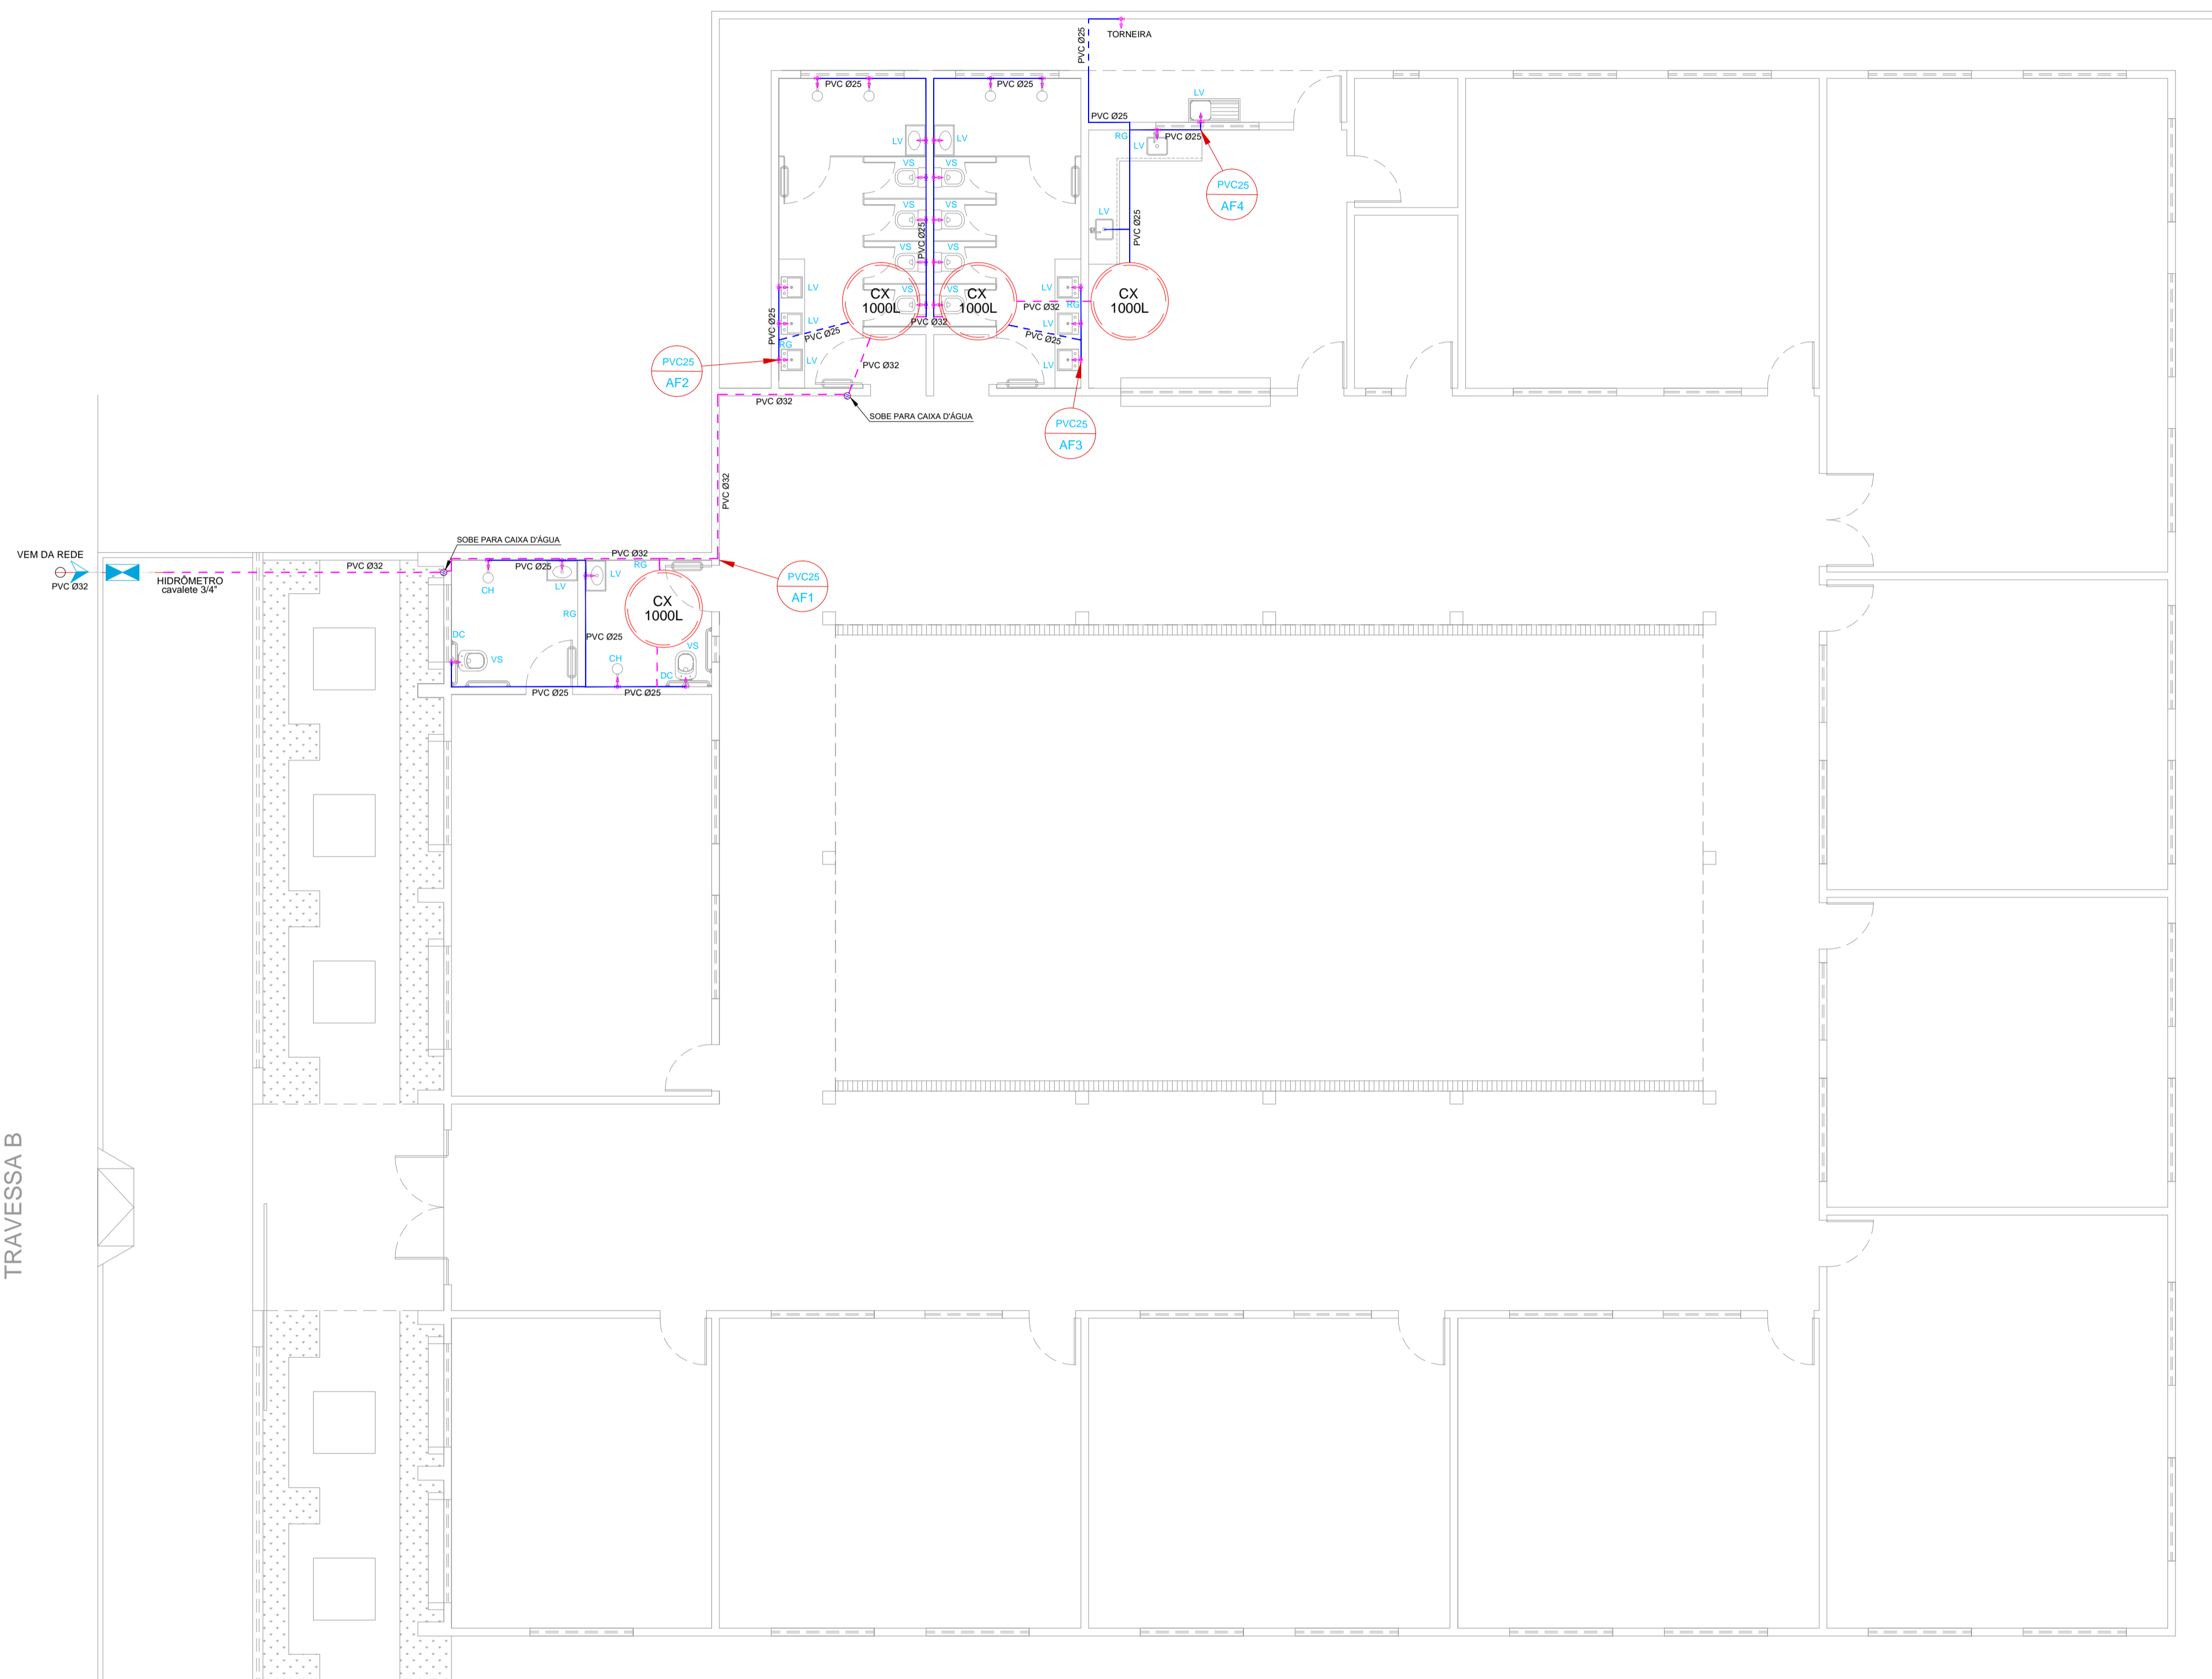 TORNEIRA
PVC Ø25
PVC Ø25
PVC Ø25
LV
PVC Ø25
RG
PVC Ø25
LV
LV
LV
VS
VS
PVC25
AF4
LV
VS
VS
PVC Ø25
PVC Ø25
VS
VS
LV
LV
VS
VS
CX
1000L
CX
1000L
CX
1000L
PVC Ø32
RG
LV
LV
PVC Ø32
PVC Ø25
PVC Ø25
PVC Ø25
RG
LV
LV
PVC25
AF2
PVC Ø32
PVC Ø32
SOBE PARA CAIXA D'ÁGUA
PVC25
AF3
PVC Ø32
SOBE PARA CAIXA D'ÁGUA
VEM DA REDE
PVC Ø32
PVC Ø32
PVC Ø32
HIDRÔMETRO
cavalete 3/4"
PVC Ø25
RG
LV
LV
CH
PVC25
AF1
CX
1000L
RG
DC
PVC Ø25
VS
CH
VS
DC
PVC Ø25
PVC Ø25
TRAVESSA B